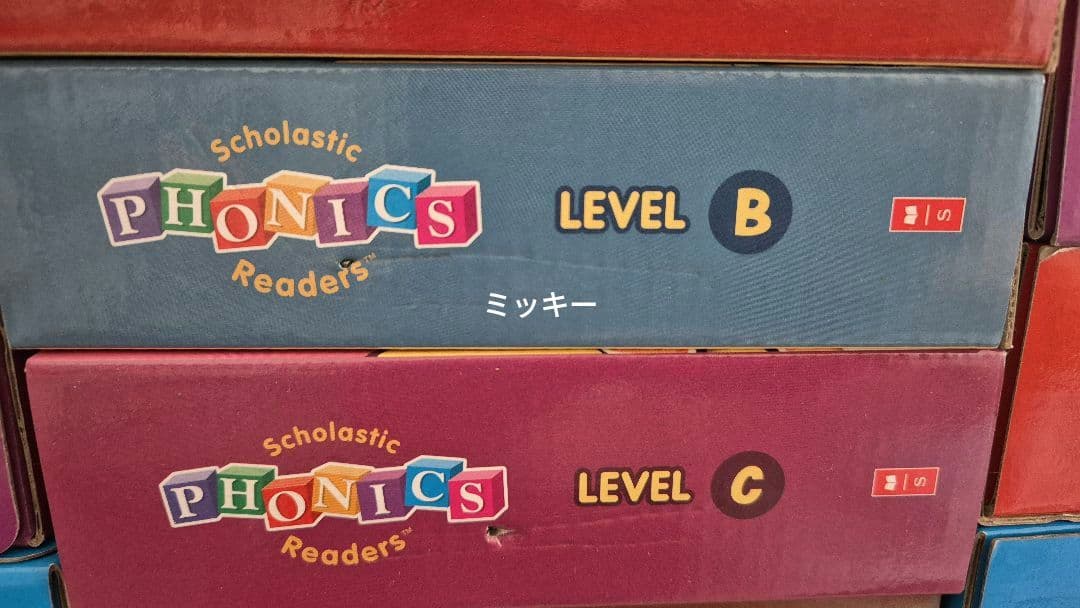 Scholastic
PHONICS
Readers™
LEVEL B
S
ミッキー
Scholastic
PHONICS
Readers™
LEVEL C
S